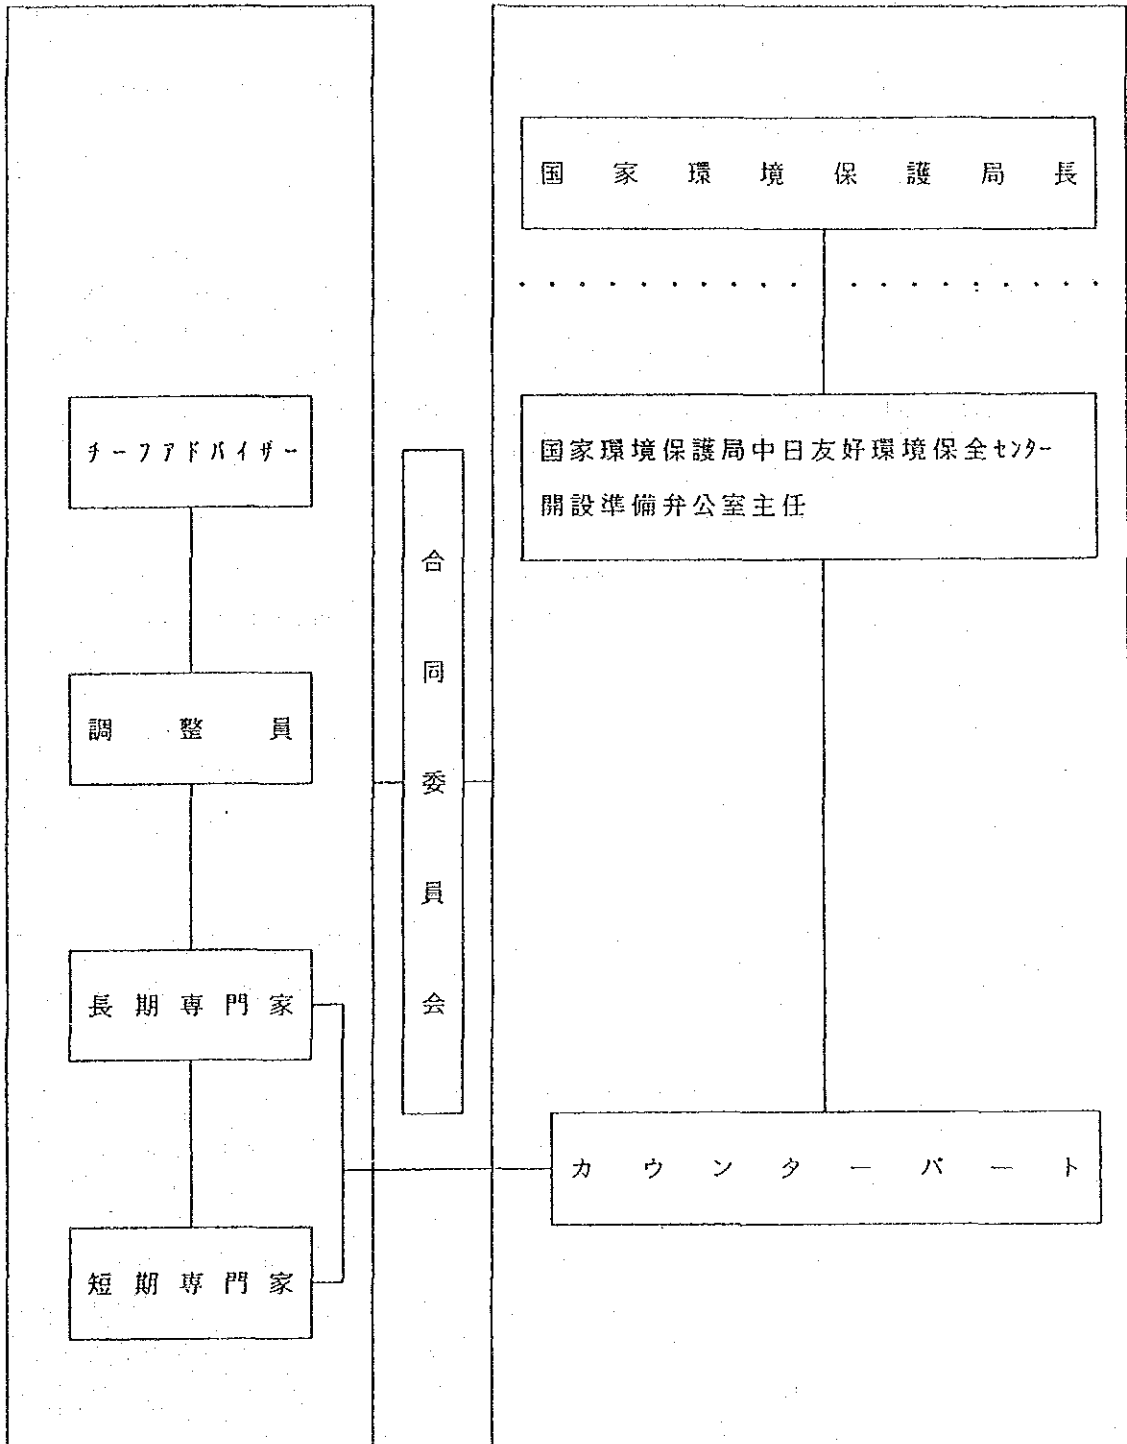 国家環境保護局長
チーフアドバイザー
国家環境保護局中日友好環境保全センター
開設準備弁公室主任
合同委員会
調整員
長期専門家
カウンターパート
短期専門家